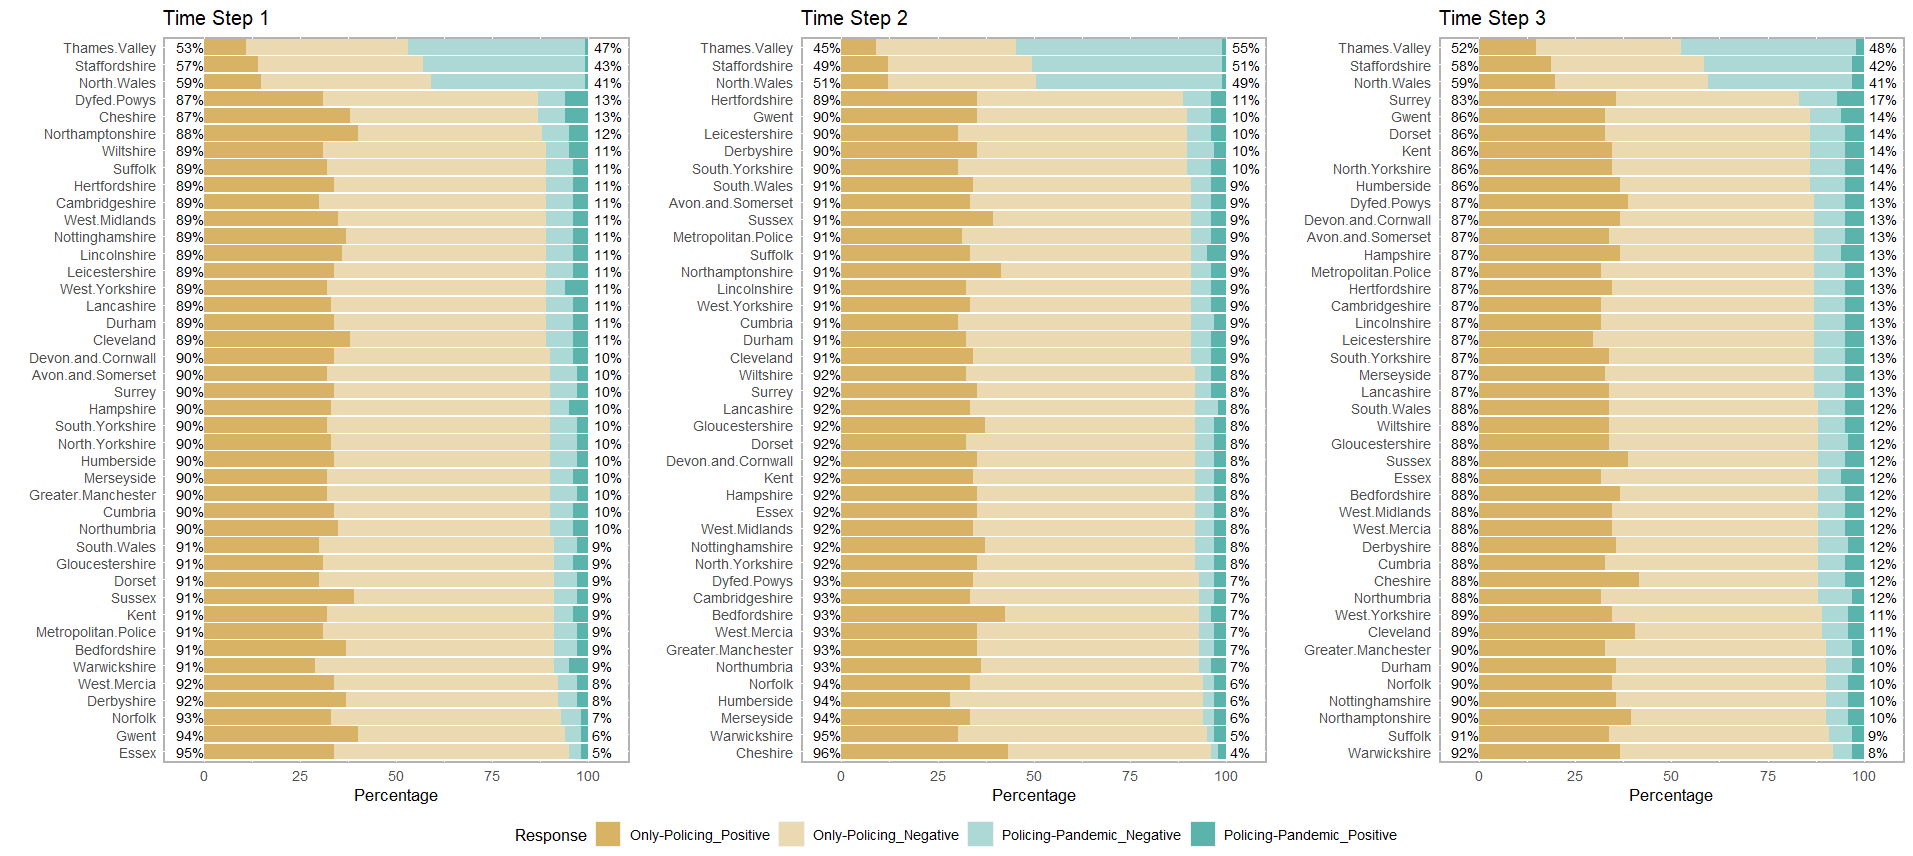 Time Step 1
Thames.Valley 53% 47%
Staffordshire 57% 43%
North.Wales 59% 41%
Dyfed.Powys 87% 13%
Cheshire 87% 13%
Northamptonshire 88% 12%
Wiltshire 89% 11%
Suffolk 89% 11%
Hertfordshire 89% 11%
Cambridgeshire 89% 11%
West.Midlands 89% 11%
Nottinghamshire 89% 11%
Lincolnshire 89% 11%
Leicestershire 89% 11%
West.Yorkshire 89% 11%
Lancashire 89% 11%
Durham 89% 11%
Cleveland 89% 11%
Devon.and.Cornwall 90% 10%
Avon.and.Somerset 90% 10%
Surrey 90% 10%
Hampshire 90% 10%
South.Yorkshire 90% 10%
North.Yorkshire 90% 10%
Humberside 90% 10%
Merseyside 90% 10%
Greater.Manchester 90% 10%
Cumbria 90% 10%
Northumbria 90% 10%
South.Wales 91% 9%
Gloucestershire 91% 9%
Dorset 91% 9%
Sussex 91% 9%
Kent 91% 9%
Metropolitan.Police 91% 9%
Bedfordshire 91% 9%
Warwickshire 91% 9%
West.Mercia 92% 8%
Derbyshire 92% 8%
Norfolk 93% 7%
Gwent 94% 6%
Essex 95% 5%
0 25 50 75 100
Percentage
Time Step 2
Thames.Valley 45% 55%
Staffordshire 49% 51%
North.Wales 51% 49%
Hertfordshire 89% 11%
Gwent 90% 10%
Leicestershire 90% 10%
Derbyshire 90% 10%
South.Yorkshire 90% 10%
South.Wales 91% 9%
Avon.and.Somerset 91% 9%
Sussex 91% 9%
Metropolitan.Police 91% 9%
Suffolk 91% 9%
Northamptonshire 91% 9%
Lincolnshire 91% 9%
West.Yorkshire 91% 9%
Cumbria 91% 9%
Durham 91% 9%
Cleveland 91% 9%
Wiltshire 92% 8%
Surrey 92% 8%
Lancashire 92% 8%
Gloucestershire 92% 8%
Dorset 92% 8%
Devon.and.Cornwall 92% 8%
Kent 92% 8%
Hampshire 92% 8%
Essex 92% 8%
West.Midlands 92% 8%
Nottinghamshire 92% 8%
North.Yorkshire 92% 8%
Dyfed.Powys 93% 7%
Cambridgeshire 93% 7%
Bedfordshire 93% 7%
West.Mercia 93% 7%
Greater.Manchester 93% 7%
Northumbria 93% 7%
Norfolk 94% 6%
Humberside 94% 6%
Merseyside 94% 6%
Warwickshire 95% 5%
Cheshire 96% 4%
0 25 50 75 100
Percentage
Time Step 3
Thames.Valley 52% 48%
Staffordshire 58% 42%
North.Wales 59% 41%
Surrey 83% 17%
Gwent 86% 14%
Dorset 86% 14%
Kent 86% 14%
North.Yorkshire 86% 14%
Humberside 86% 14%
Dyfed.Powys 87% 13%
Devon.and.Cornwall 87% 13%
Avon.and.Somerset 87% 13%
Hampshire 87% 13%
Metropolitan.Police 87% 13%
Hertfordshire 87% 13%
Cambridgeshire 87% 13%
Lincolnshire 87% 13%
Leicestershire 87% 13%
South.Yorkshire 87% 13%
Merseyside 87% 13%
Lancashire 87% 13%
South.Wales 88% 12%
Wiltshire 88% 12%
Gloucestershire 88% 12%
Sussex 88% 12%
Essex 88% 12%
Bedfordshire 88% 12%
West.Midlands 88% 12%
West.Mercia 88% 12%
Derbyshire 88% 12%
Cumbria 88% 12%
Cheshire 88% 12%
Northumbria 88% 12%
West.Yorkshire 89% 11%
Cleveland 89% 11%
Greater.Manchester 90% 10%
Durham 90% 10%
Norfolk 90% 10%
Nottinghamshire 90% 10%
Northamptonshire 90% 10%
Suffolk 91% 9%
Warwickshire 92% 8%
0 25 50 75 100
Percentage
Response Only-Policing_Positive Only-Policing_Negative Policing-Pandemic_Negative Policing-Pandemic_Positive